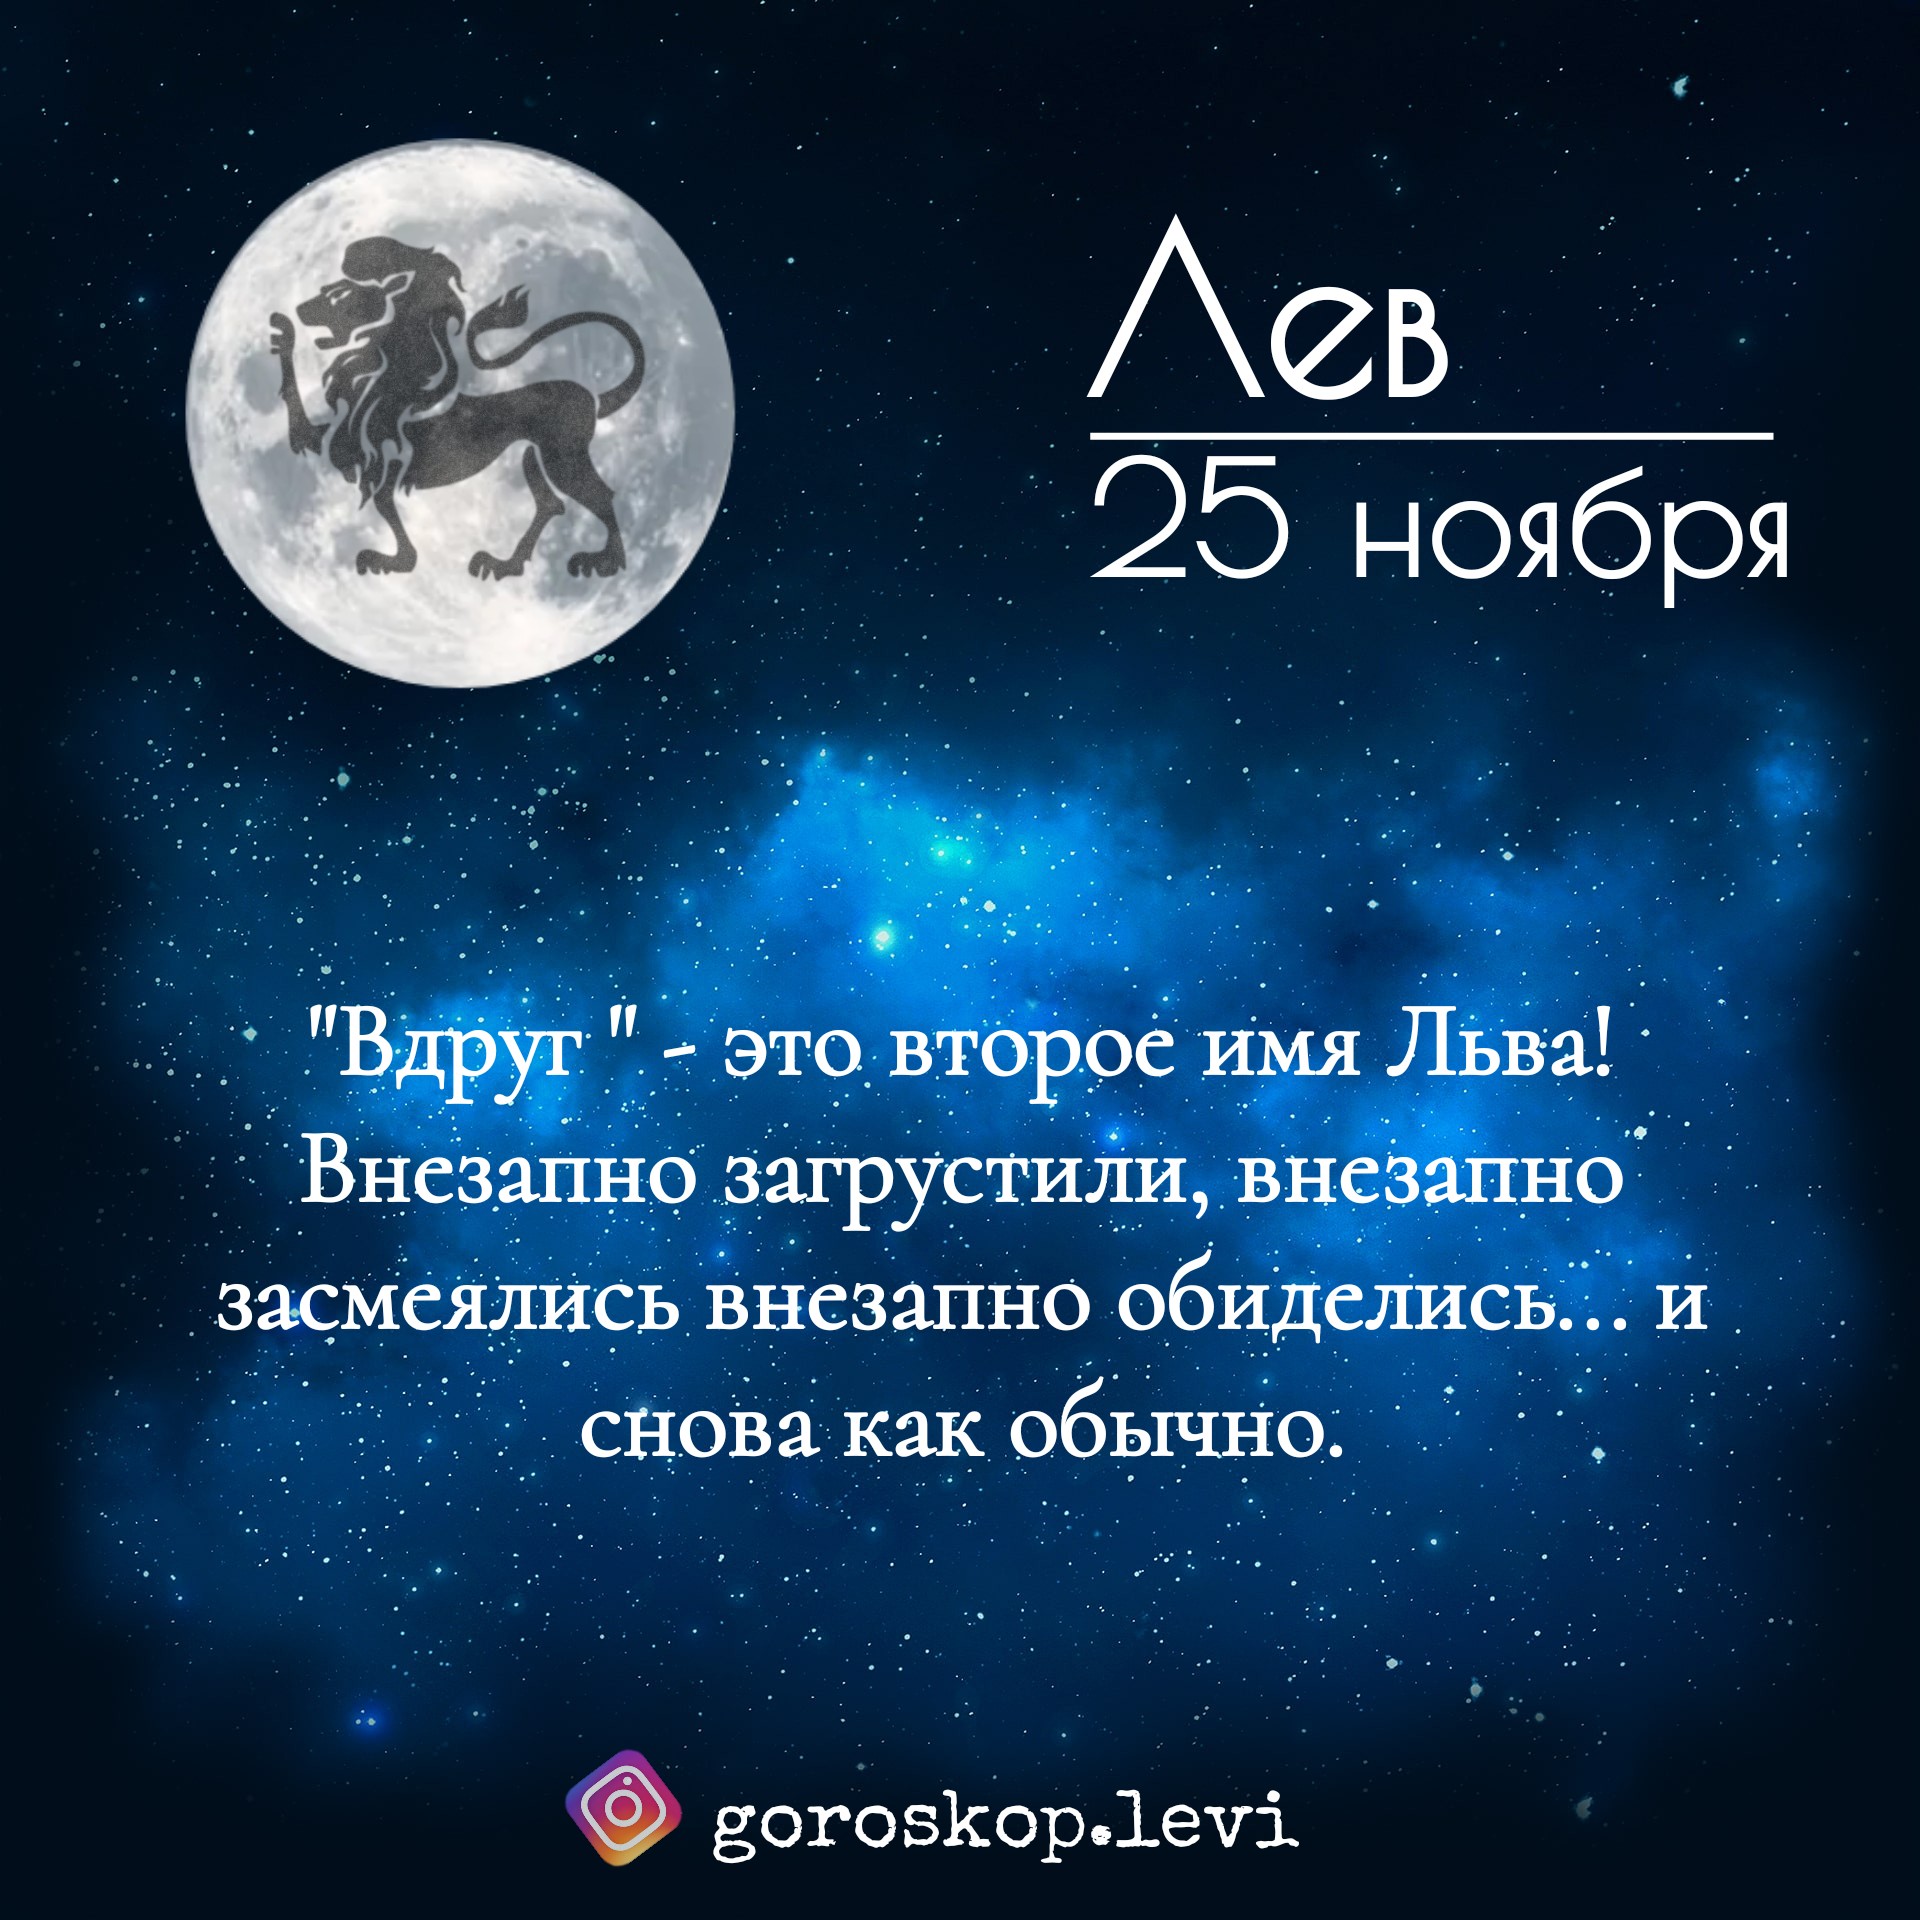 Лев
25 ноября
"Вдруг " - это второе имя Льва!
Внезапно загрустили, внезапно
засмеялись внезапно обиделись... и
снова как обычно.
goroskop.levi